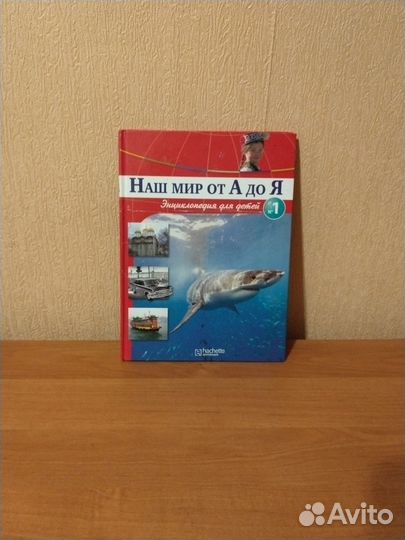 НАШ МИР ОТ А ДО Я
Энциклопедия для детей
№1
hachette
Avito